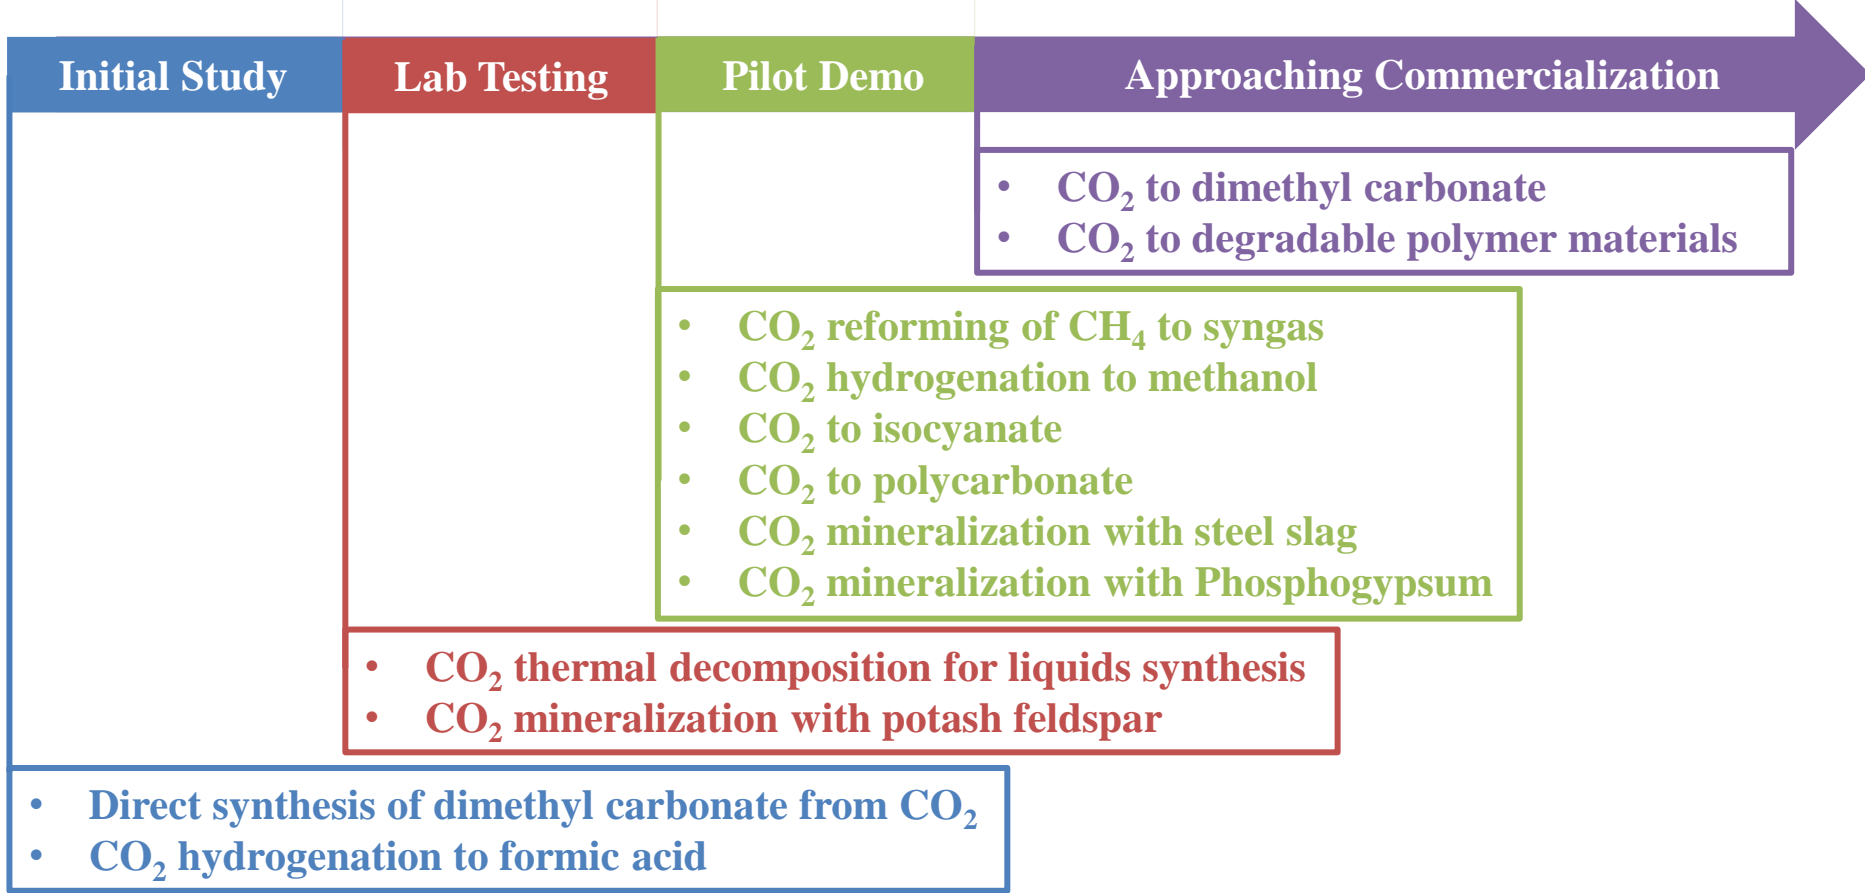 Initial Study
Lab Testing
Pilot Demo
Approaching Commercialization
• CO₂ to dimethyl carbonate
• CO₂ to degradable polymer materials
• CO₂ reforming of CH₄ to syngas
• CO₂ hydrogenation to methanol
• CO₂ to isocyanate
• CO₂ to polycarbonate
• CO₂ mineralization with steel slag
• CO₂ mineralization with Phosphogypsum
• CO₂ thermal decomposition for liquids synthesis
• CO₂ mineralization with potash feldspar
• Direct synthesis of dimethyl carbonate from CO₂
• CO₂ hydrogenation to formic acid